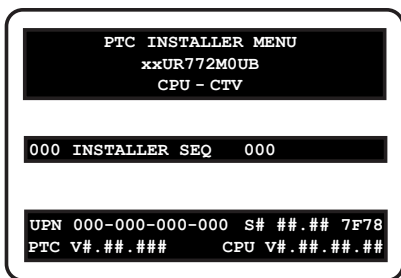 PTC INSTALLER MENU
xxUR772M0UB
CPU - CTV
000 INSTALLER SEQ 000
UPN 000-000-000-000 S# ##.## 7F78
PTC V#.##.### CPU V#.##.##.##